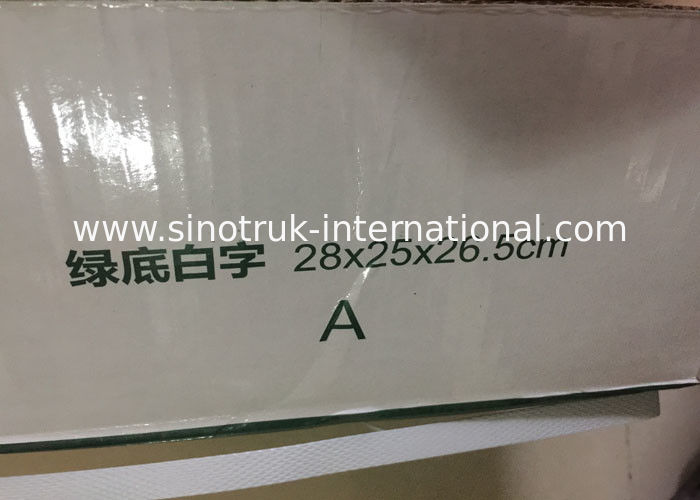 www.sinotruk-international.com
绿底白字 28x25x26.5cm
A